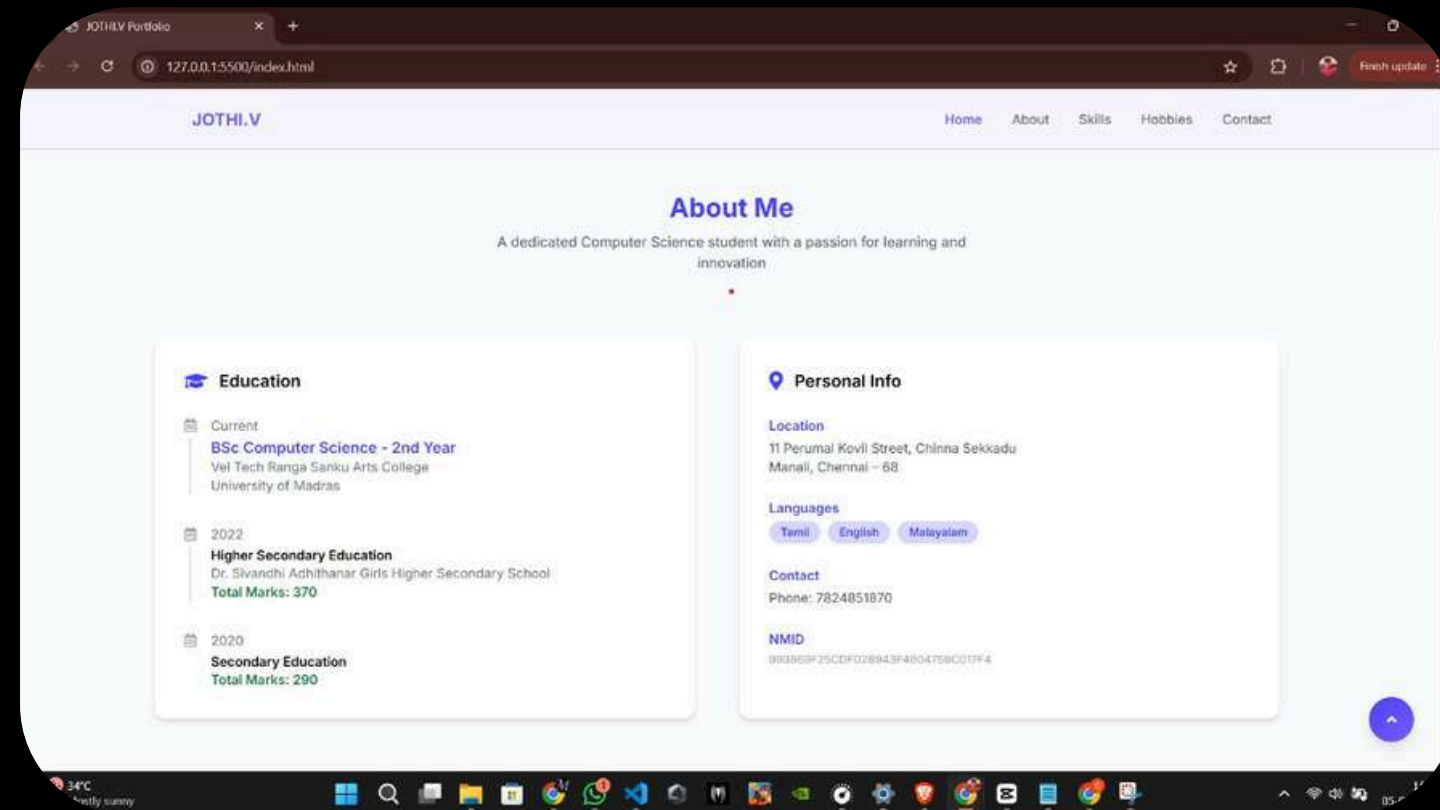 JOTHI.V Portfolio
127.0.0.1:5500/index.html
Finish update
JOTHI.V
Home About Skills Hobbies Contact
About Me
A dedicated Computer Science student with a passion for learning and
innovation
Education
Current
BSc Computer Science - 2nd Year
Vel Tech Ranga Sanku Arts College
University of Madras
2022
Higher Secondary Education
Dr. Sivandhi Adhithanar Girls Higher Secondary School
Total Marks: 370
2020
Secondary Education
Total Marks: 290
Personal Info
Location
11 Perumal Kovil Street, Chinna Sekkadu
Manali, Chennai – 68
Languages
Tamil English Malayalam
Contact
Phone: 7824851870
NMID
34°C
sunny